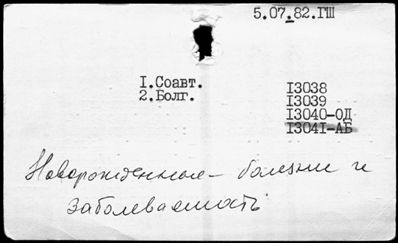 5.07.82.ГШ
I.Соавт.
2.Болг.
I3038
I3039
I3040-ОД
I304I-АБ
Новорожденные - болезни и
заболеваемость